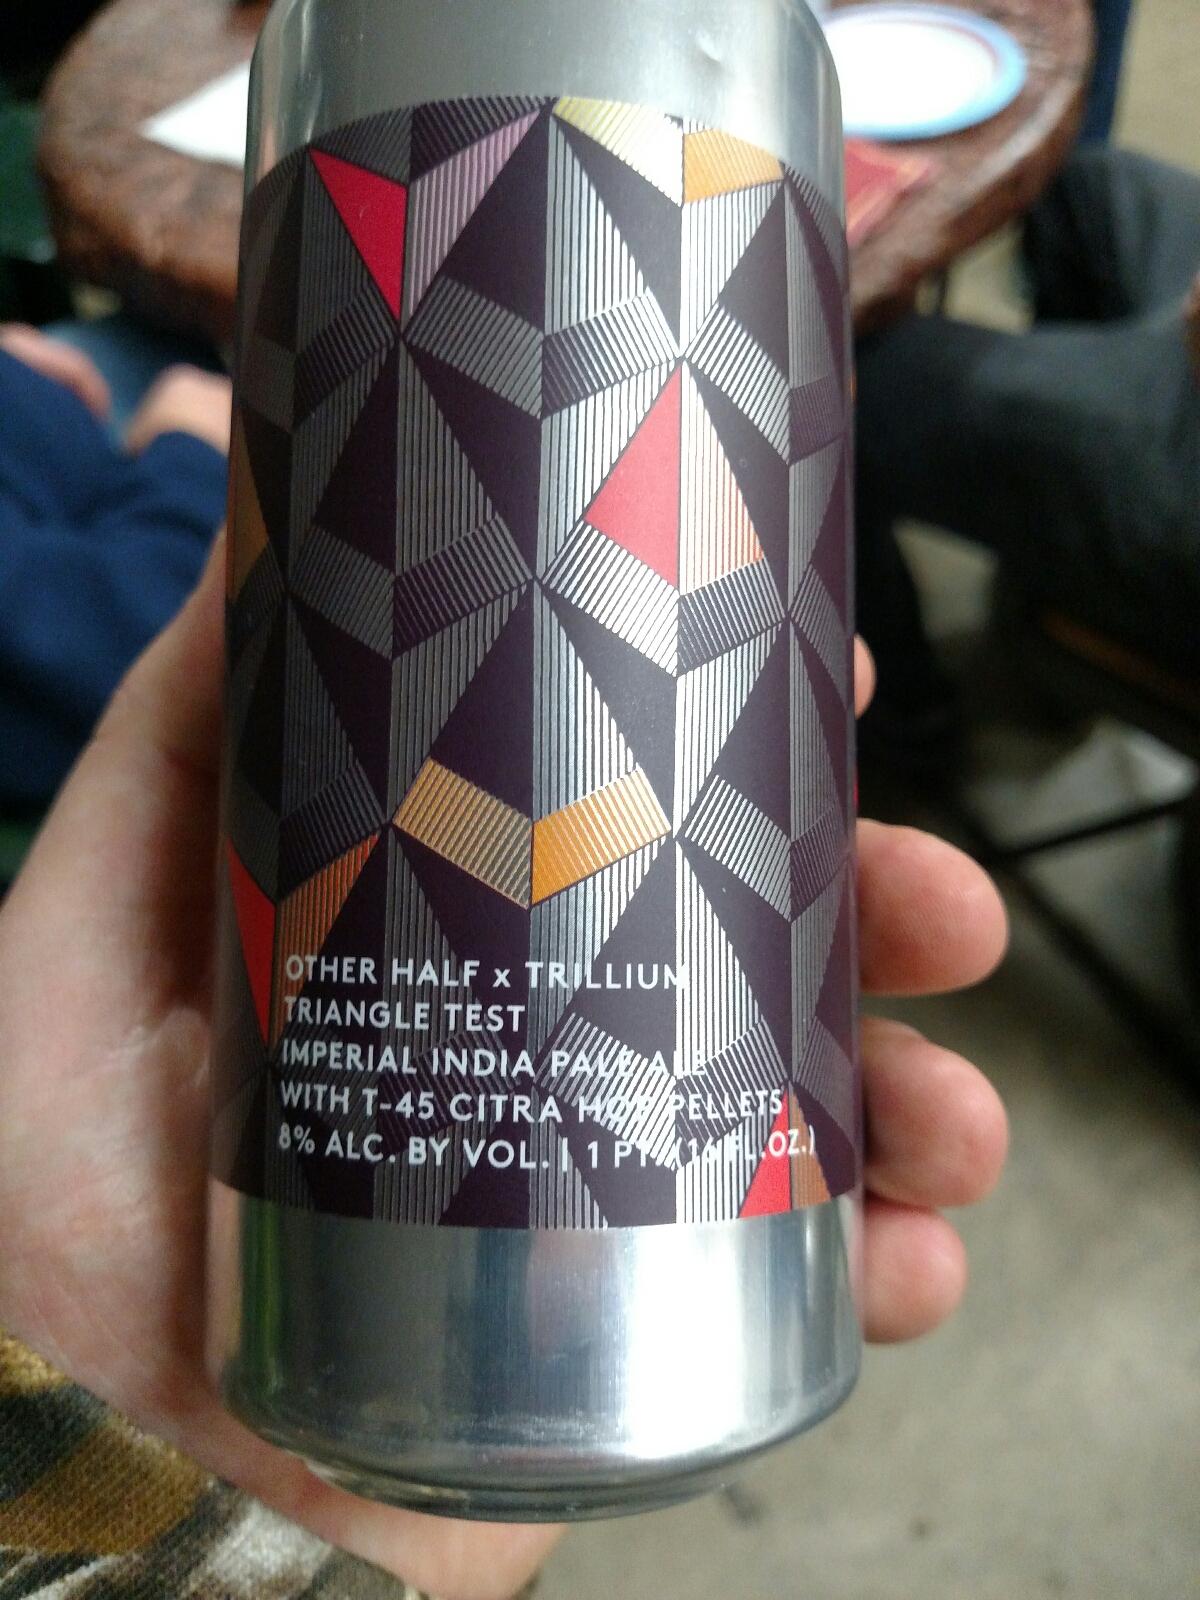 OTHER HALF x TRILLIUM
TRIANGLE TEST
IMPERIAL INDIA PALE ALE
WITH T-45 CITRA HOP PELLETS
8% ALC. BY VOL. | 1 PT. (16 FL.OZ.)